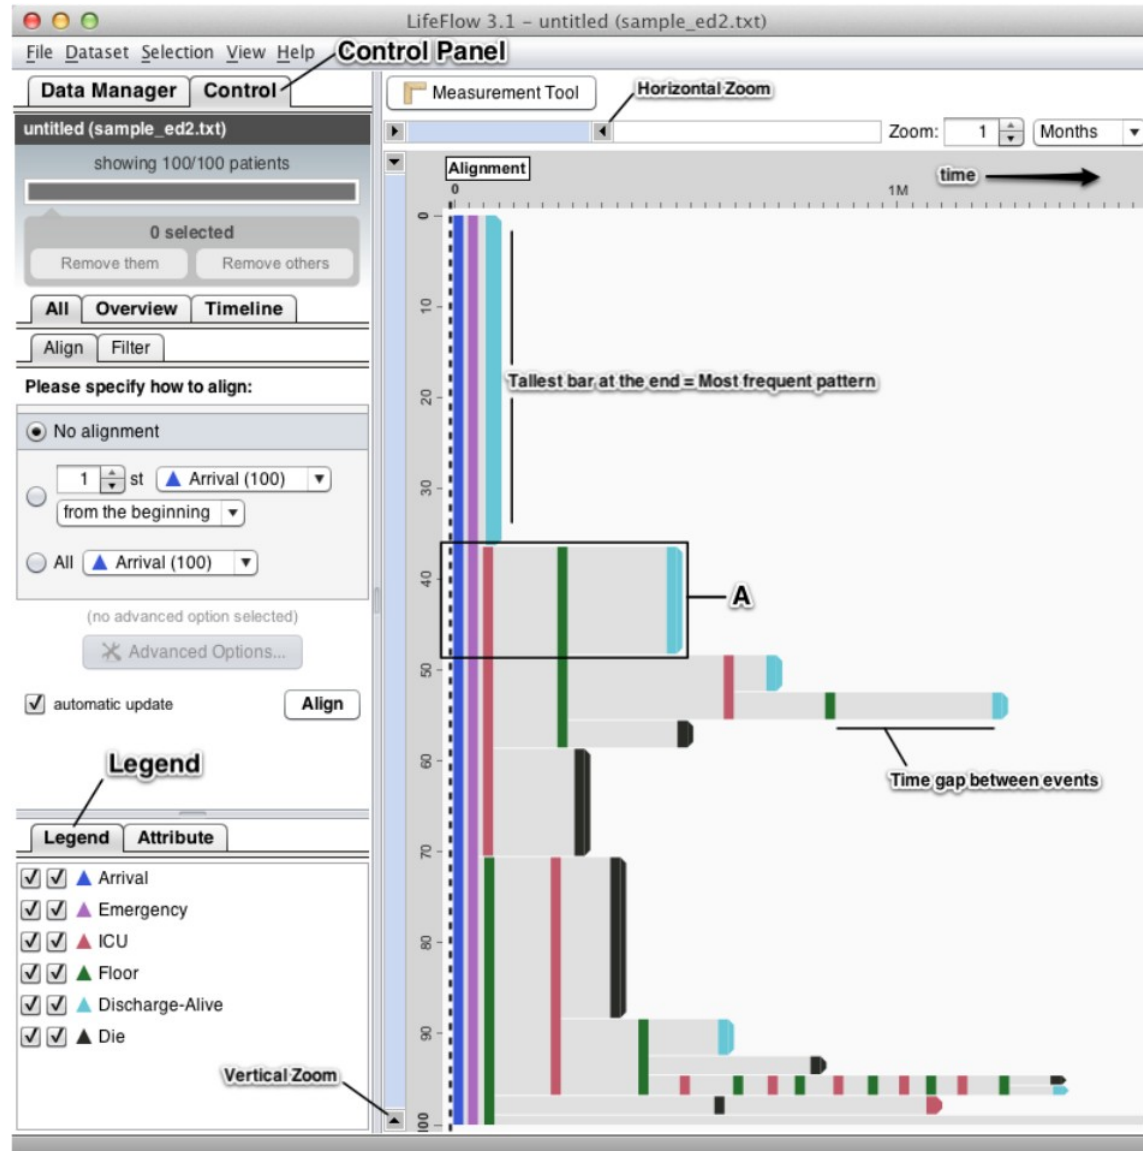 LifeFlow 3.1 – untitled (sample_ed2.txt)
File Dataset Selection View Help
Control Panel
Data Manager Control
untitled (sample_ed2.txt)
showing 100/100 patients
0 selected
Remove them Remove others
All Overview Timeline
Align Filter
Please specify how to align:
No alignment
1 st Arrival (100)
from the beginning
All Arrival (100)
(no advanced option selected)
Advanced Options...
automatic update Align
Legend
Legend Attribute
Arrival
Emergency
ICU
Floor
Discharge-Alive
Die
Vertical Zoom
Measurement Tool
Horizontal Zoom
Zoom: 1 Months
Alignment
time
0 1M
0
10
20
30
40
50
60
70
80
90
100
Tallest bar at the end = Most frequent pattern
A
Time gap between events